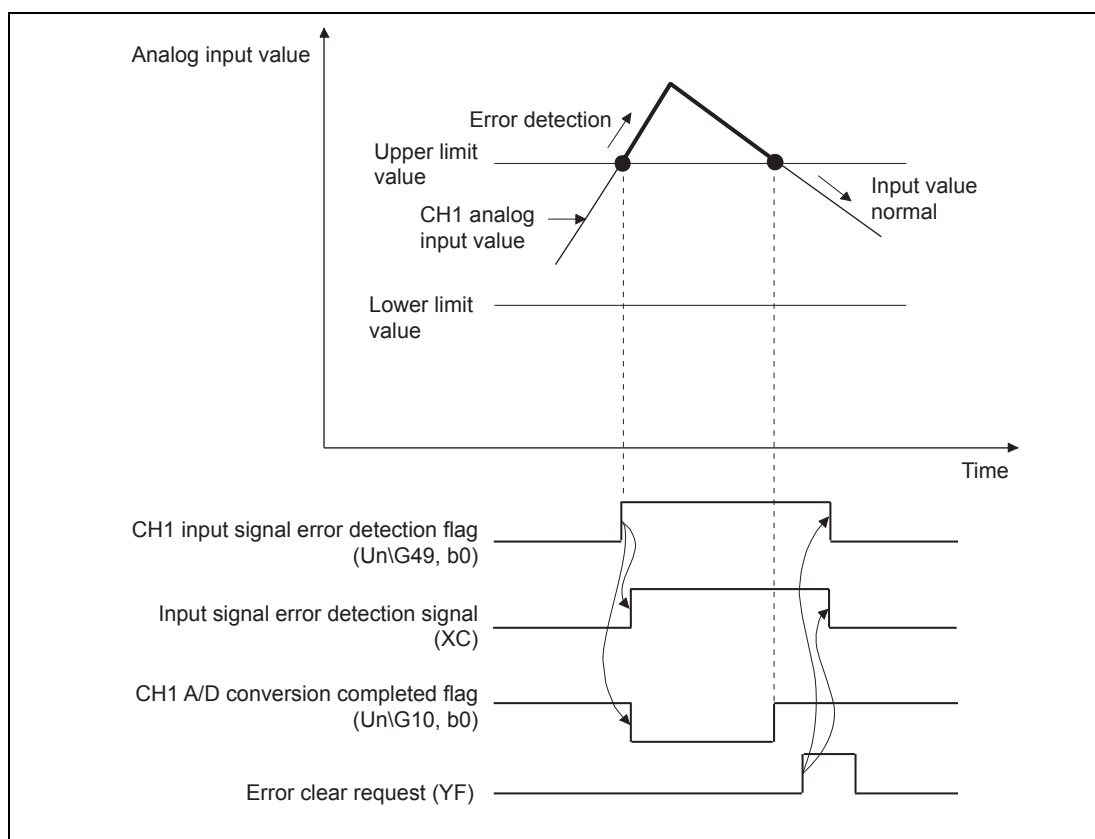 Analog input value
Error detection
Upper limit
value
Input value
normal
CH1 analog
input value
Lower limit
value
Time
CH1 input signal error detection flag
(Un\G49, b0)
Input signal error detection signal
(XC)
CH1 A/D conversion completed flag
(Un\G10, b0)
Error clear request (YF)